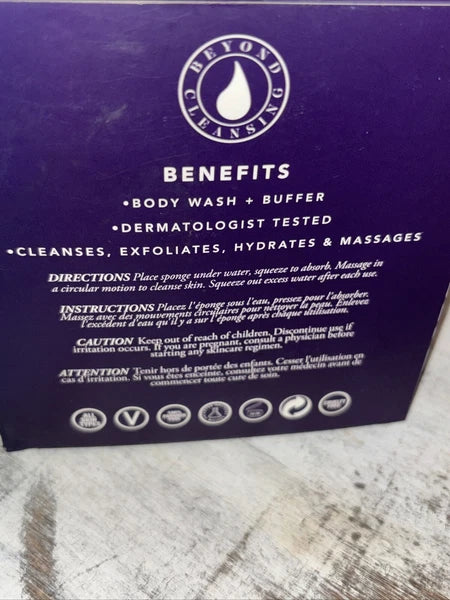 BEYOND CLEANSING
BENEFITS
•BODY WASH + BUFFER
•DERMATOLOGIST TESTED
•CLEANSES, EXFOLIATES, HYDRATES & MASSAGES
DIRECTIONS Place sponge under water, squeeze to absorb. Massage in
a circular motion to cleanse skin. Squeeze out excess water after each use.
INSTRUCTIONS Placez l'éponge sous l'eau, pressez pour l'absorber.
Massez avec des mouvements circulaires pour nettoyer la peau. Enlevez
l'excédent d'eau qu'il y a sur l'éponge après chaque utilisation.
CAUTION Keep out of reach of children. Discontinue use if
irritation occurs. If you are pregnant, consult a physician before
starting any skincare regimen.
ATTENTION Tenir hors de portée des enfants. Cesser l'utilisation en
cas d'irritation. Si vous êtes enceinte, consultez votre médecin avant de
commencer toute cure de soin.
ALL SKIN TYPES
V